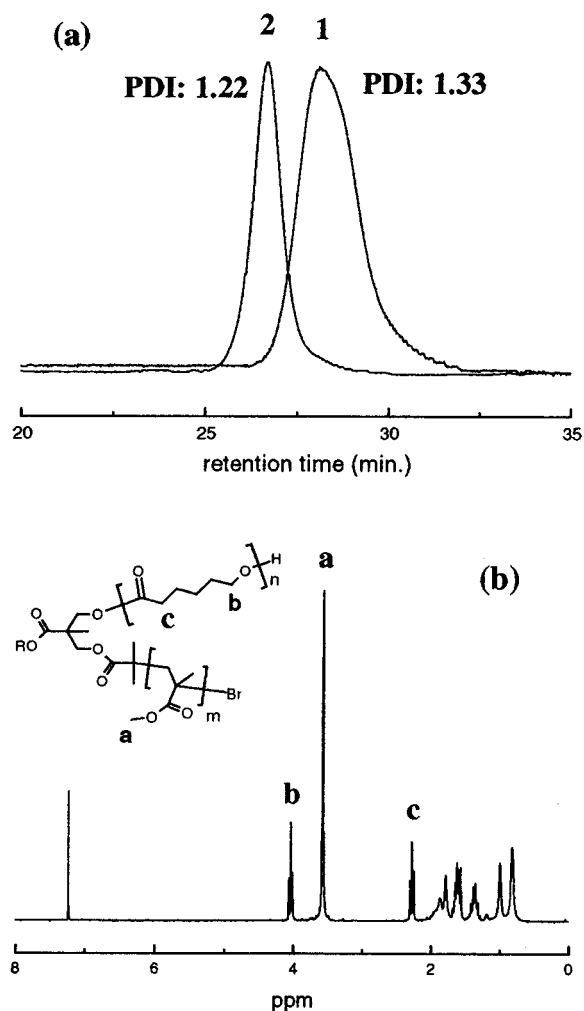 (a)
2 1
PDI: 1.22 PDI: 1.33
20 25 30 35
retention time (min.)
(b)
a
O
O
H
n
O
b
c
O
RO
O
O
Br
m
O
O
a
b
c
8 6 4 2 0
ppm